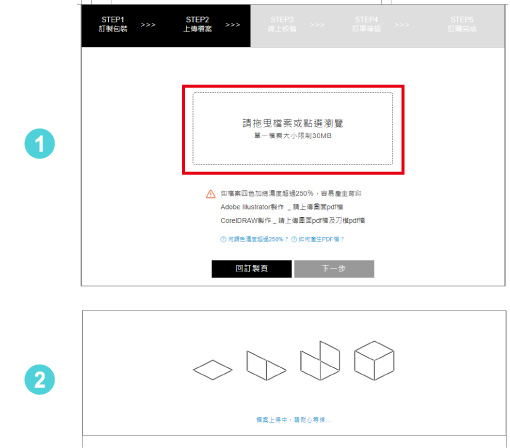 STEP1 >>> STEP2 >>> STEP3 >>> STEP4 >>> STEP5
訂製包裝 上傳檔案 線上校稿 訂單確認 訂購完成
1
請拖曳檔案或點選瀏覽
單一檔案大小限制30MB
如檔案四色加總濃度超過250%,容易產生背印
Adobe Illustrator製作 _ 請上傳畫面pdf檔
CorelDRAW製作 _ 請上傳畫面pdf檔及刀模pdf檔
何謂色濃度超過250%? 如何產生PDF檔?
回訂製頁 下一步
2
檔案上傳中,請耐心等候...